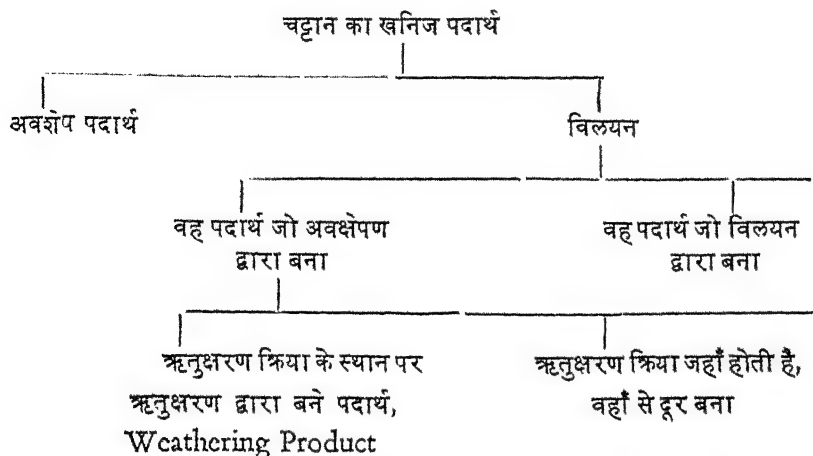 चट्टान का खनिज पदार्थ
अवशेष पदार्थ
विलयन
वह पदार्थ जो अवक्षेपण
द्वारा बना
वह पदार्थ जो विलयन
द्वारा बना
ऋतुक्षरण क्रिया के स्थान पर
ऋतुक्षरण द्वारा बने पदार्थ,
Weathering Product
ऋतुक्षरण क्रिया जहाँ होती है,
वहाँ से दूर बना